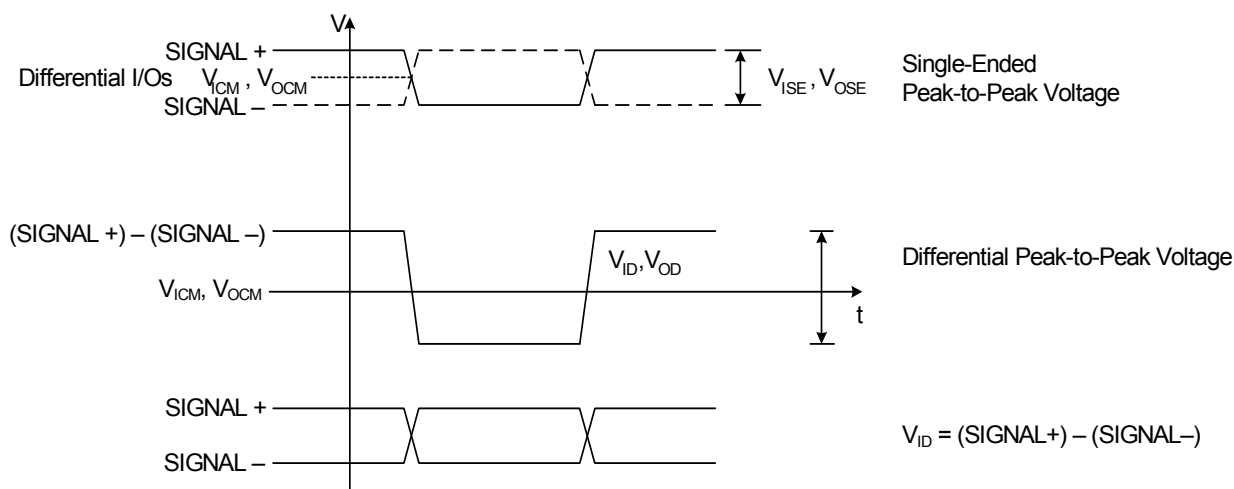 V
SIGNAL +
Differential I/Os V_ICM , V_OCM
SIGNAL –
V_ISE , V_OSE
Single-Ended
Peak-to-Peak Voltage
(SIGNAL +) – (SIGNAL –)
V_ID, V_OD
Differential Peak-to-Peak Voltage
V_ICM, V_OCM
t
SIGNAL +
SIGNAL –
V_ID = (SIGNAL+) – (SIGNAL–)